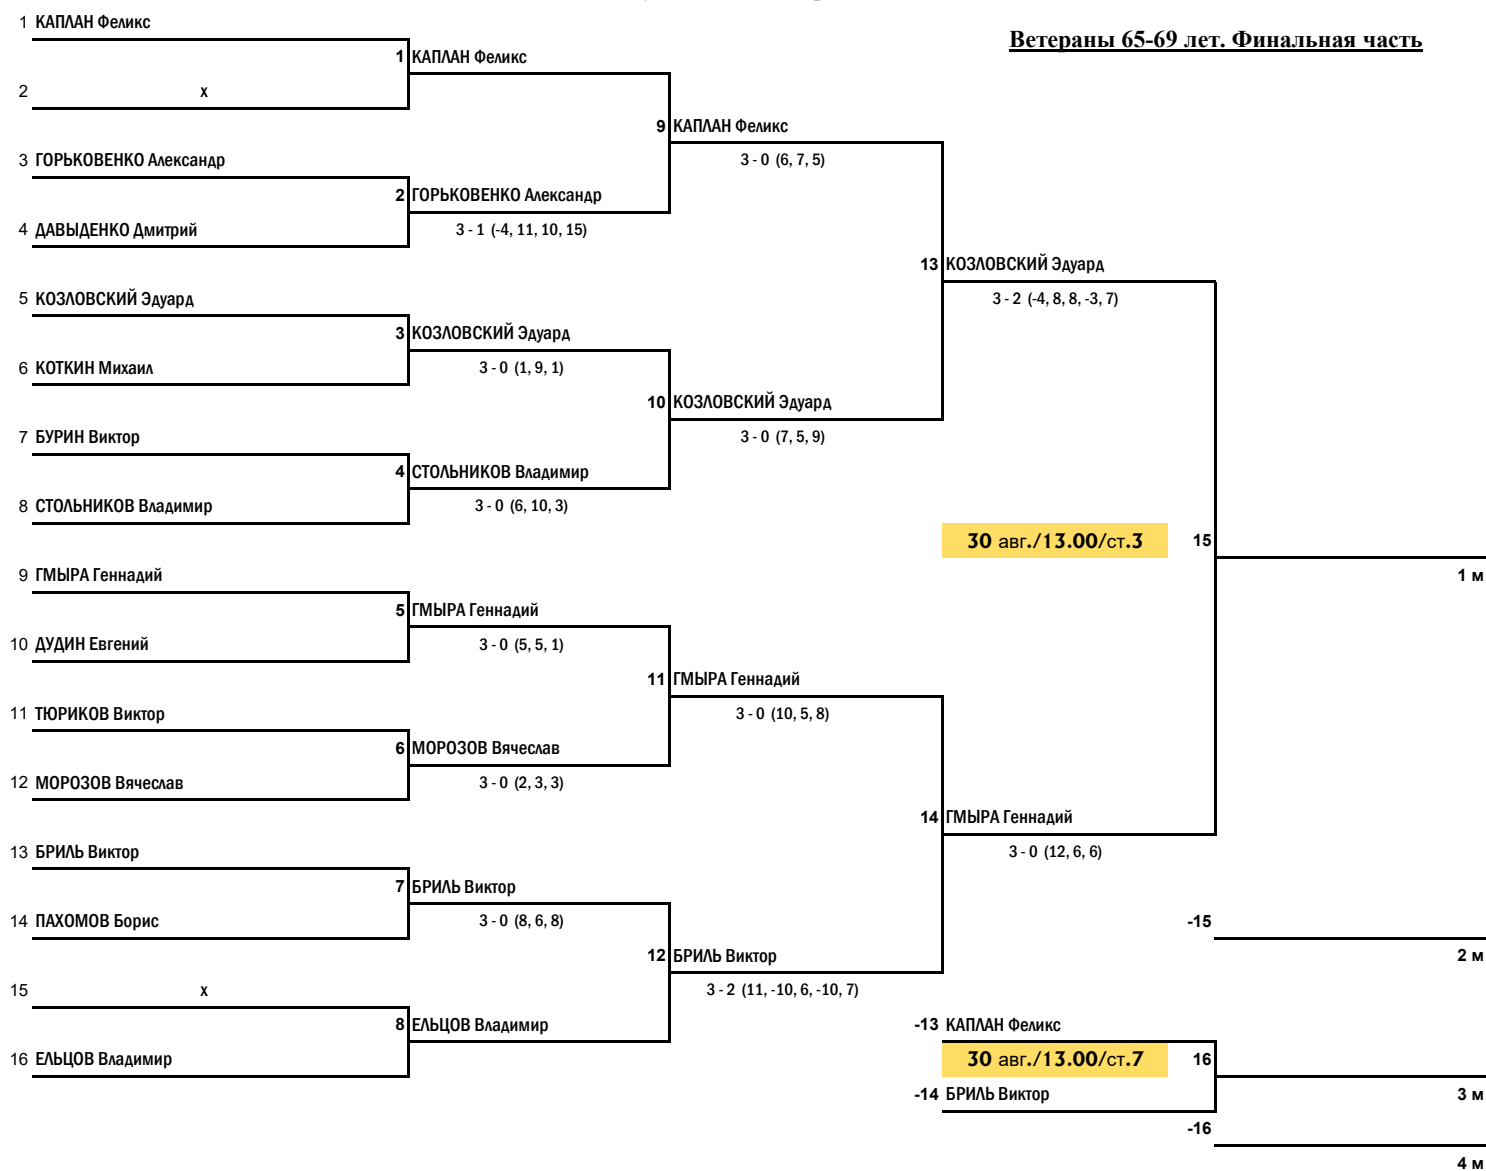 1 КАПЛАН Феликс
Ветераны 65-69 лет. Финальная часть
1 КАПЛАН Феликс
2 х
9 КАПЛАН Феликс
3 - 0 (6, 7, 5)
3 ГОРЬКОВЕНКО Александр
2 ГОРЬКОВЕНКО Александр
3 - 1 (-4, 11, 10, 15)
4 ДАВЫДЕНКО Дмитрий
13 КОЗЛОВСКИЙ Эдуард
3 - 2 (-4, 8, 8, -3, 7)
5 КОЗЛОВСКИЙ Эдуард
3 КОЗЛОВСКИЙ Эдуард
3 - 0 (1, 9, 1)
6 КОТКИН Михаил
10 КОЗЛОВСКИЙ Эдуард
3 - 0 (7, 5, 9)
7 БУРИН Виктор
4 СТОЛЬНИКОВ Владимир
3 - 0 (6, 10, 3)
8 СТОЛЬНИКОВ Владимир
30 авг./13.00/ст.3 15
1 м
9 ГМЫРА Геннадий
5 ГМЫРА Геннадий
3 - 0 (5, 5, 1)
10 ДУДИН Евгений
11 ГМЫРА Геннадий
3 - 0 (10, 5, 8)
11 ТЮРИКОВ Виктор
6 МОРОЗОВ Вячеслав
3 - 0 (2, 3, 3)
12 МОРОЗОВ Вячеслав
14 ГМЫРА Геннадий
3 - 0 (12, 6, 6)
13 БРИЛЬ Виктор
7 БРИЛЬ Виктор
3 - 0 (8, 6, 8)
14 ПАХОМОВ Борис
-15
2 м
12 БРИЛЬ Виктор
3 - 2 (11, -10, 6, -10, 7)
15 х
8 ЕЛЬЦОВ Владимир
16 ЕЛЬЦОВ Владимир
-13 КАПЛАН Феликс
30 авг./13.00/ст.7 16
-14 БРИЛЬ Виктор
3 м
-16
4 м